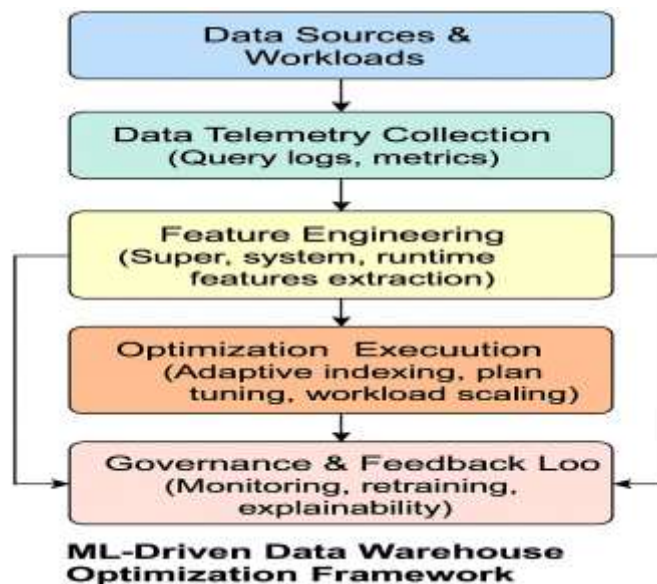 Data Sources &
Workloads
Data Telemetry Collection
(Query logs, metrics)
Feature Engineering
(Super, system, runtime
features extraction)
Optimization Execuution
(Adaptive indexing, plan
tuning, workload scaling)
Governance & Feedback Loo
(Monitoring, retraining,
explainability)
ML-Driven Data Warehouse
Optimization Framework